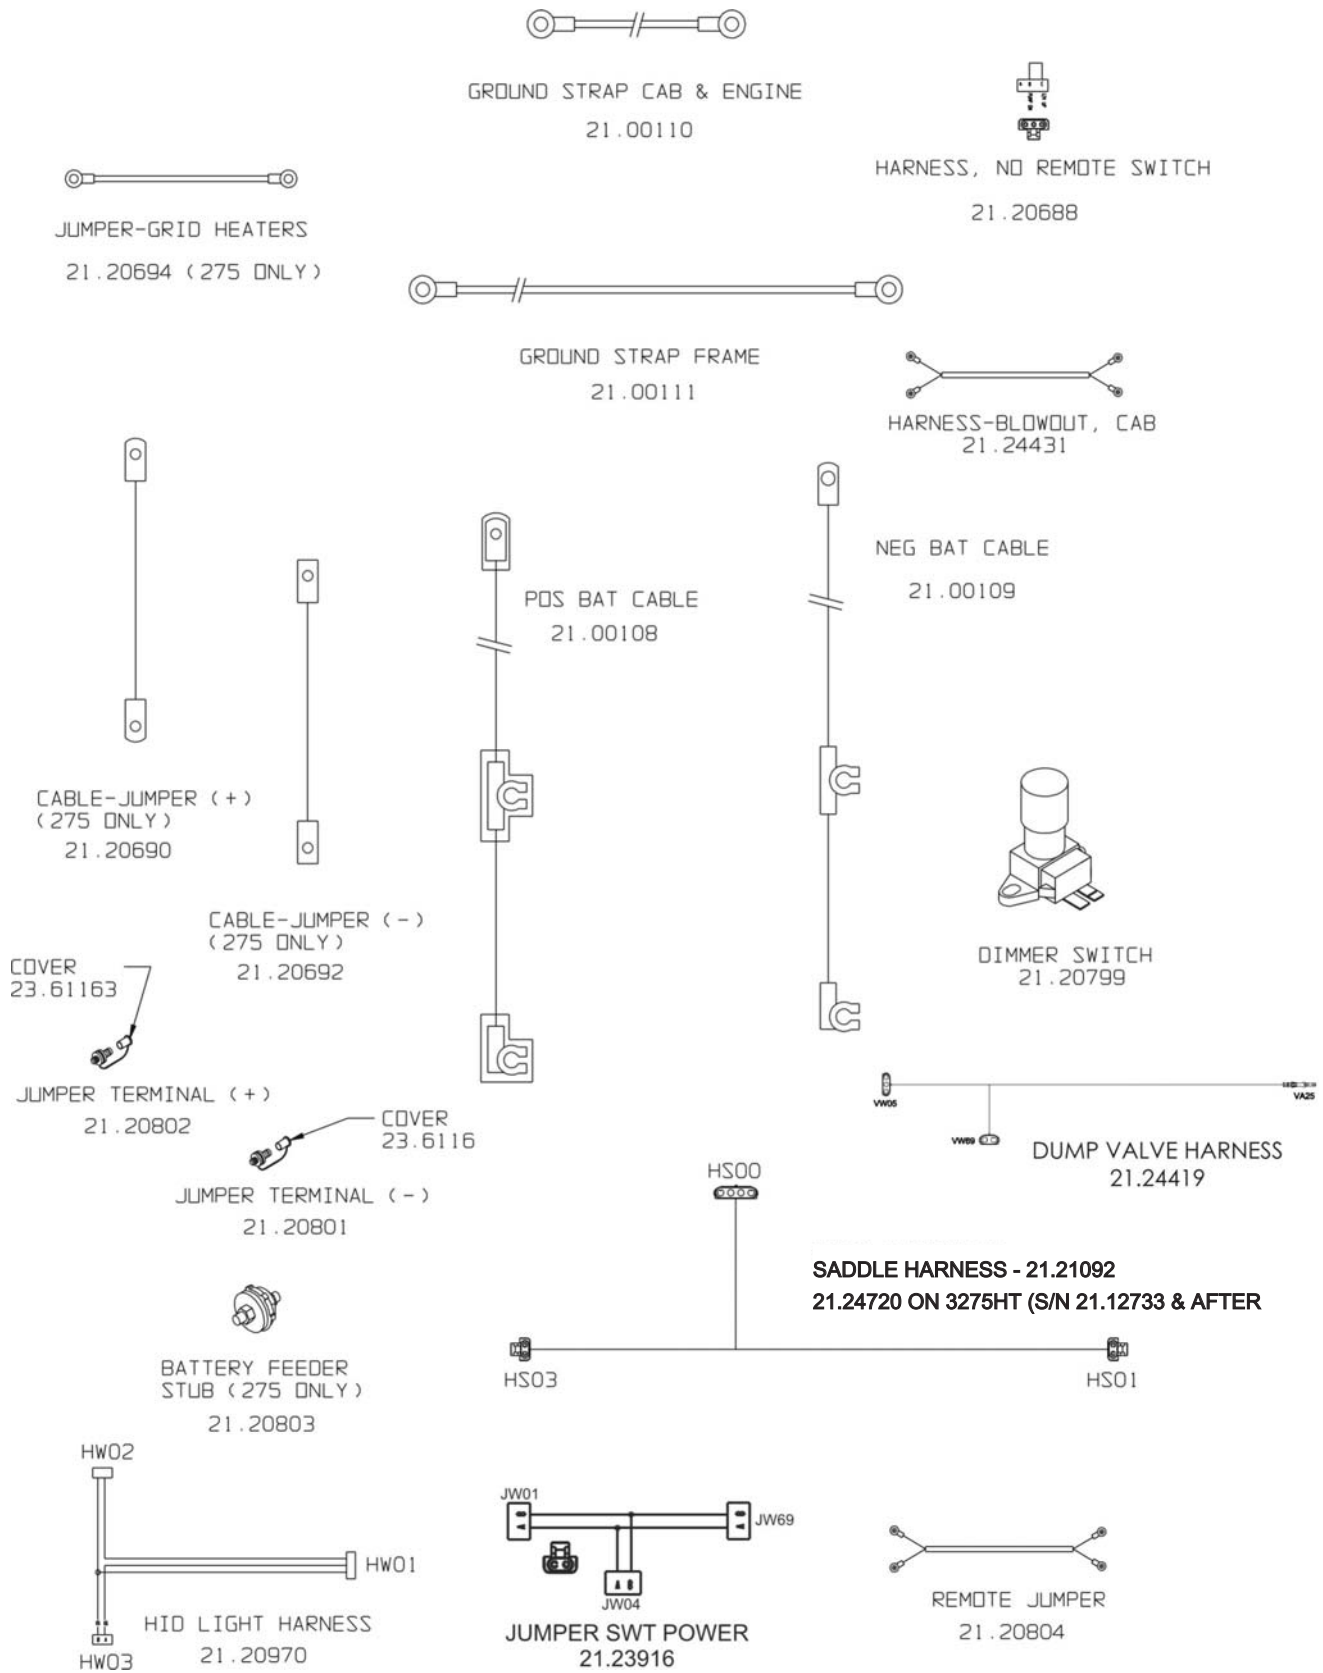 GROUND STRAP CAB & ENGINE
21.00110
HARNESS, NO REMOTE SWITCH
21.20688
JUMPER-GRID HEATERS
21.20694 (275 ONLY)
GROUND STRAP FRAME
21.00111
HARNESS-BLOWOUT, CAB
21.24431
NEG BAT CABLE
21.00109
POS BAT CABLE
21.00108
CABLE-JUMPER (+)
(275 ONLY)
21.20690
CABLE-JUMPER (-)
(275 ONLY)
21.20692
DIMMER SWITCH
21.20799
COVER
23.61163
JUMPER TERMINAL (+)
21.20802
COVER
23.6116
JUMPER TERMINAL (-)
21.20801
VW05
VA25
VW69
DUMP VALVE HARNESS
21.24419
HS00
SADDLE HARNESS - 21.21092
21.24720 ON 3275HT (S/N 21.12733 & AFTER
HS03
HS01
BATTERY FEEDER
STUB (275 ONLY)
21.20803
HW02
HW01
HW03
HID LIGHT HARNESS
21.20970
JW01
JW69
A B
JW04
JUMPER SWT POWER
21.23916
REMOTE JUMPER
21.20804